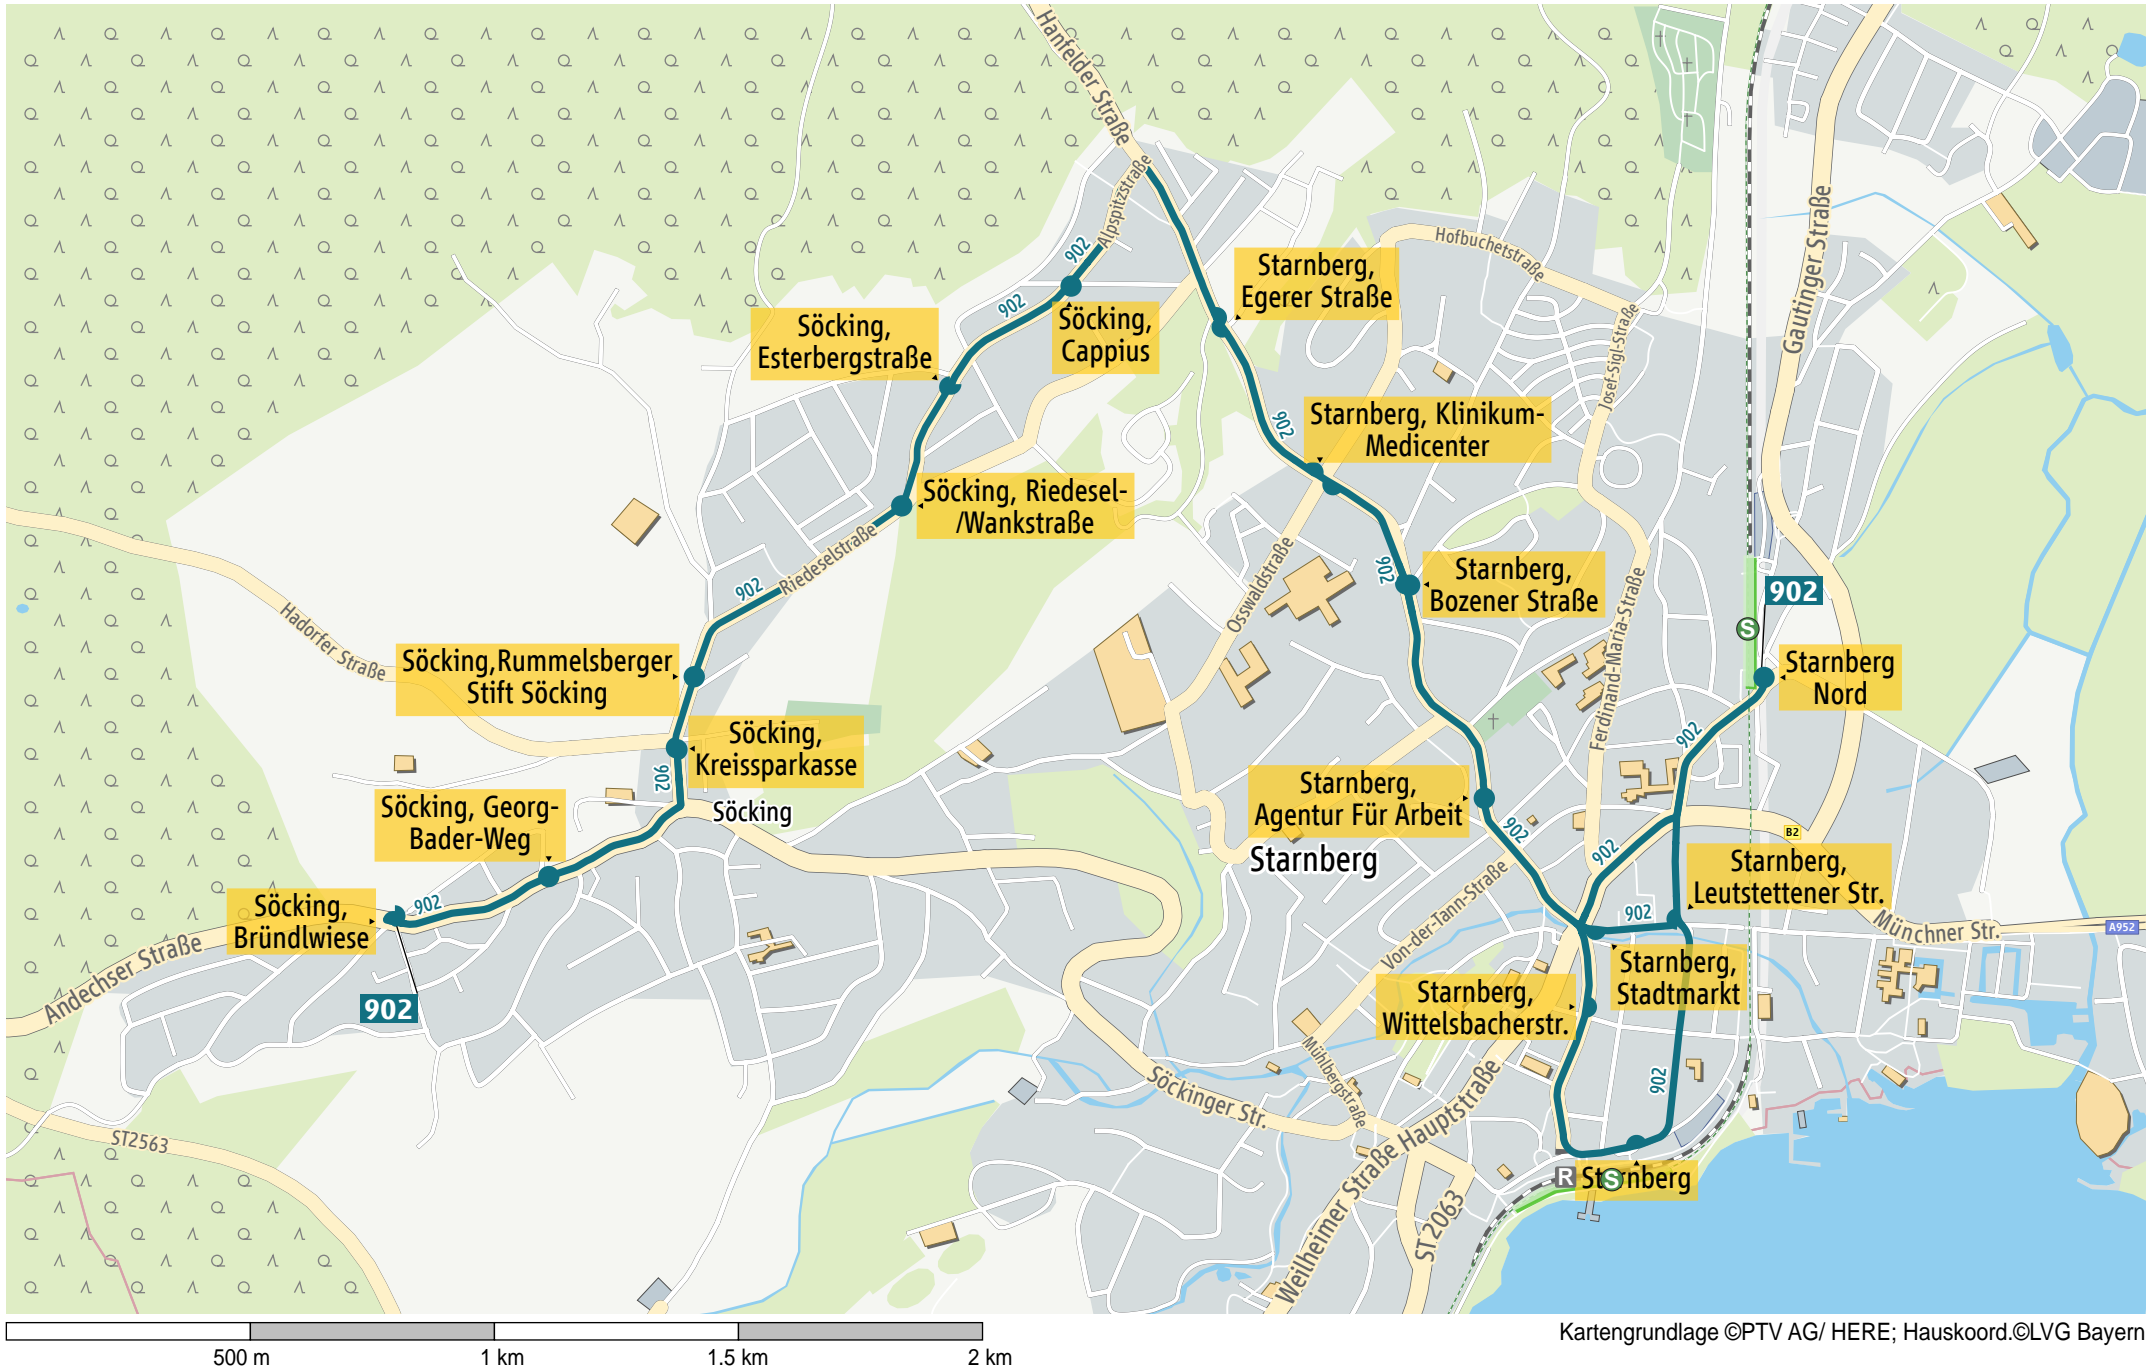 Hanfelder Straße
Alpspitzstraße
902
902
Söcking,
Cappius
Söcking,
Esterbergstraße
Söcking, Riedesel-
/Wankstraße
Riedeselstraße
902
Starnberg,
Egerer Straße
902
Starnberg, Klinikum-
Medicenter
Hofbuchetstraße
Josef-Sigl-Straße
Gautinger Straße
Osswaldstraße
902
Starnberg,
Bozener Straße
Ferdinand-Maria-Straße
902
S
Starnberg
Nord
902
Hadorfer Straße
Söcking,Rummelsberger
Stift Söcking
Söcking,
Kreissparkasse
902
Söcking, Georg-
Bader-Weg
Söcking
Söcking,
Bründlwiese
902
902
Andechser Straße
ST2563
Starnberg,
Agentur Für Arbeit
902
Starnberg
902
B2
Starnberg,
Leutstettener Str.
902
Von-der-Tann-Straße
Münchner Str.
A952
Starnberg,
Stadtmarkt
Starnberg,
Wittelsbacherstr.
902
Mühlbergstraße
Söckinger Str.
Weilheimer Straße Hauptstraße
ST2063
R
Starnberg
S
500 m
1 km
1.5 km
2 km
Kartengrundlage ©PTV AG/ HERE; Hauskoord.©LVG Bayern